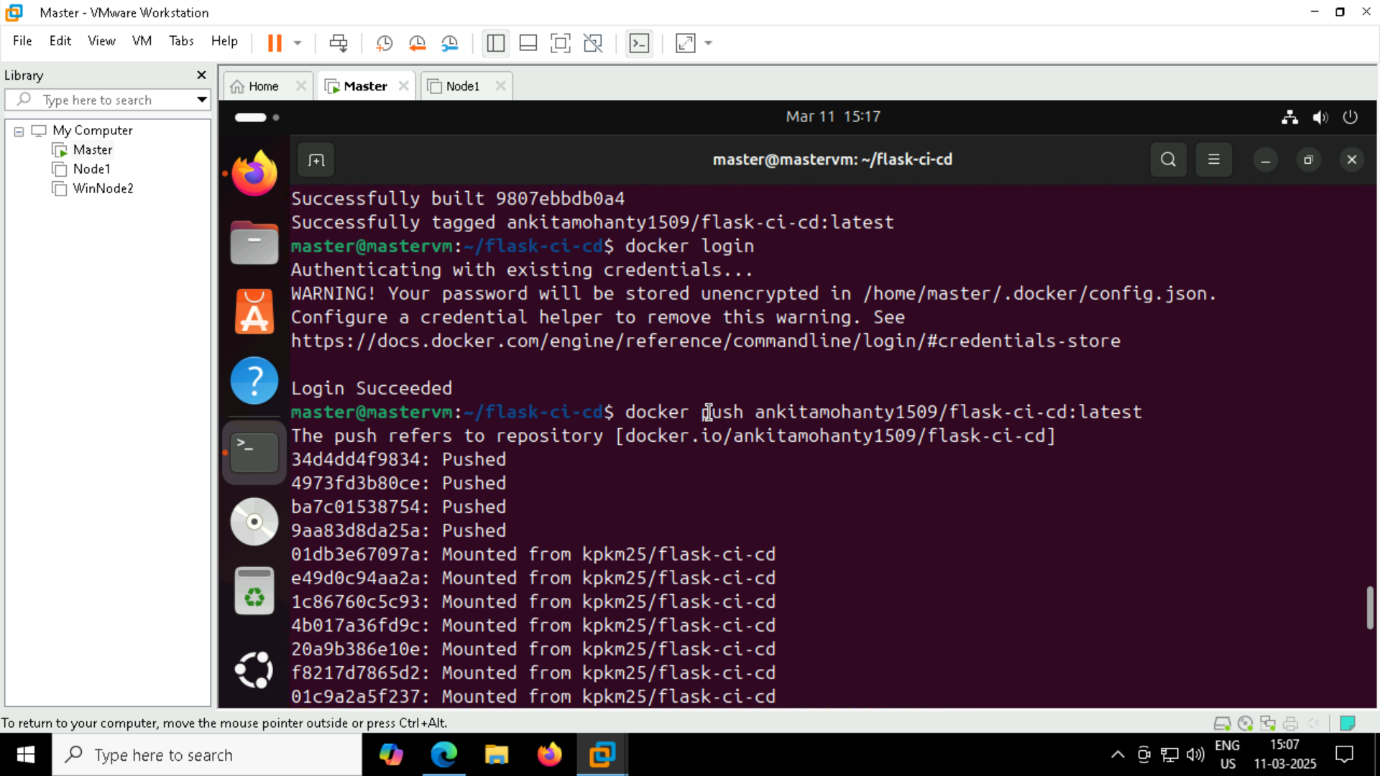 Master - VMware Workstation
File Edit View VM Tabs Help
Library
Type here to search
My Computer
Master
Node1
WinNode2
Home
Master
Node1
Mar 11 15:17
master@mastervm: ~/flask-ci-cd
Successfully built 9807ebbdb0a4
Successfully tagged ankitamohanty1509/flask-ci-cd:latest
master@mastervm:~/flask-ci-cd$ docker login
Authenticating with existing credentials...
WARNING! Your password will be stored unencrypted in /home/master/.docker/config.json.
Configure a credential helper to remove this warning. See
https://docs.docker.com/engine/reference/commandline/login/#credentials-store
Login Succeeded
master@mastervm:~/flask-ci-cd$ docker push ankitamohanty1509/flask-ci-cd:latest
The push refers to repository [docker.io/ankitamohanty1509/flask-ci-cd]
34d4dd4f9834: Pushed
4973fd3b80ce: Pushed
ba7c01538754: Pushed
9aa83d8da25a: Pushed
01db3e67097a: Mounted from kpkm25/flask-ci-cd
e49d0c94aa2a: Mounted from kpkm25/flask-ci-cd
1c86760c5c93: Mounted from kpkm25/flask-ci-cd
4b017a36fd9c: Mounted from kpkm25/flask-ci-cd
20a9b386e10e: Mounted from kpkm25/flask-ci-cd
f8217d7865d2: Mounted from kpkm25/flask-ci-cd
01c9a2a5f237: Mounted from kpkm25/flask-ci-cd
To return to your computer, move the mouse pointer outside or press Ctrl+Alt.
Type here to search
ENG
US
15:07
11-03-2025